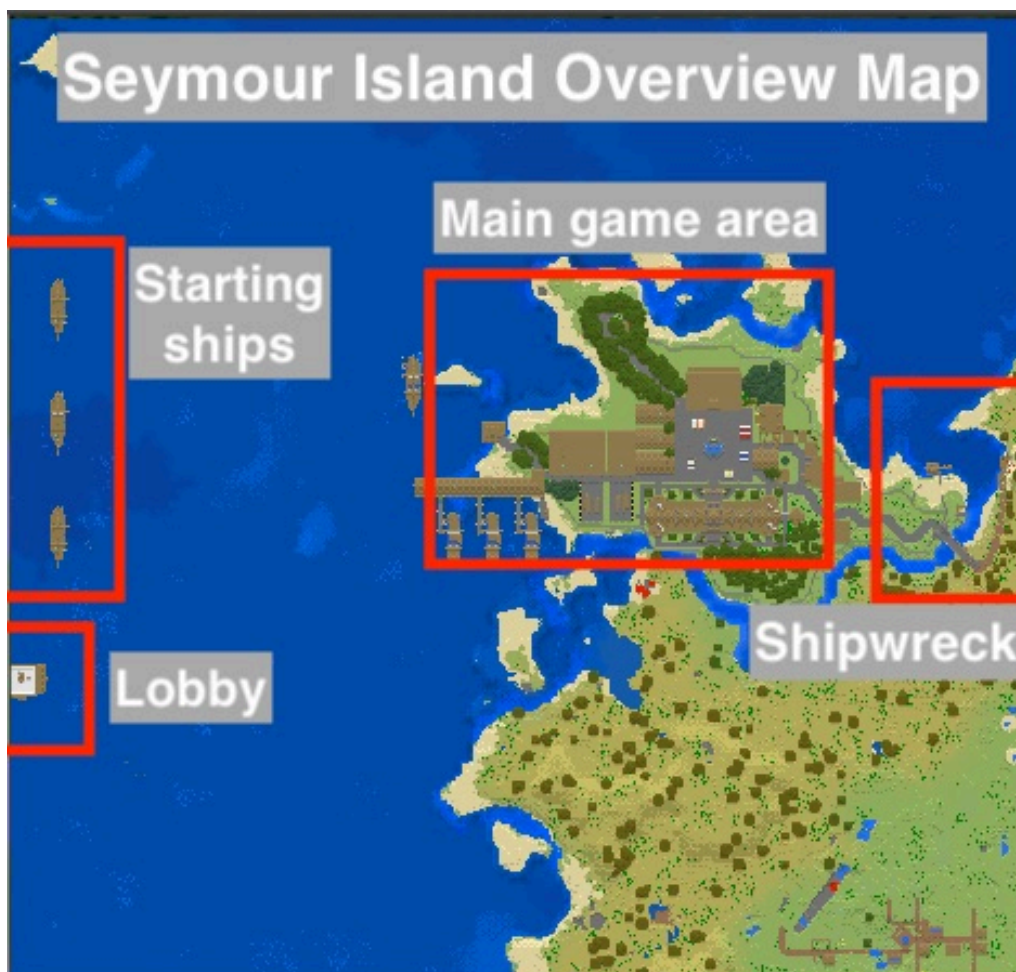 Seymour Island Overview Map
Main game area
Starting
ships
Shipwreck
Lobby